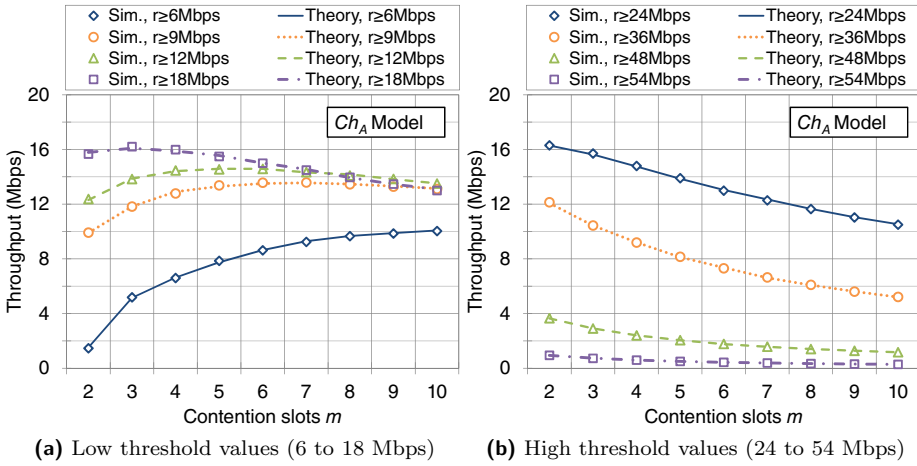 Sim., r≥6Mbps
Theory, r≥6Mbps
Sim., r≥9Mbps
Theory, r≥9Mbps
Sim., r≥12Mbps
Theory, r≥12Mbps
Sim., r≥18Mbps
Theory, r≥18Mbps
20
16
12
8
4
0
Throughput (Mbps)
Ch_A Model
2 3 4 5 6 7 8 9 10
Contention slots m
(a) Low threshold values (6 to 18 Mbps)
Sim., r≥24Mbps
Theory, r≥24Mbps
Sim., r≥36Mbps
Theory, r≥36Mbps
Sim., r≥48Mbps
Theory, r≥48Mbps
Sim., r≥54Mbps
Theory, r≥54Mbps
20
16
12
8
4
0
Throughput (Mbps)
Ch_A Model
2 3 4 5 6 7 8 9 10
Contention slots m
(b) High threshold values (24 to 54 Mbps)